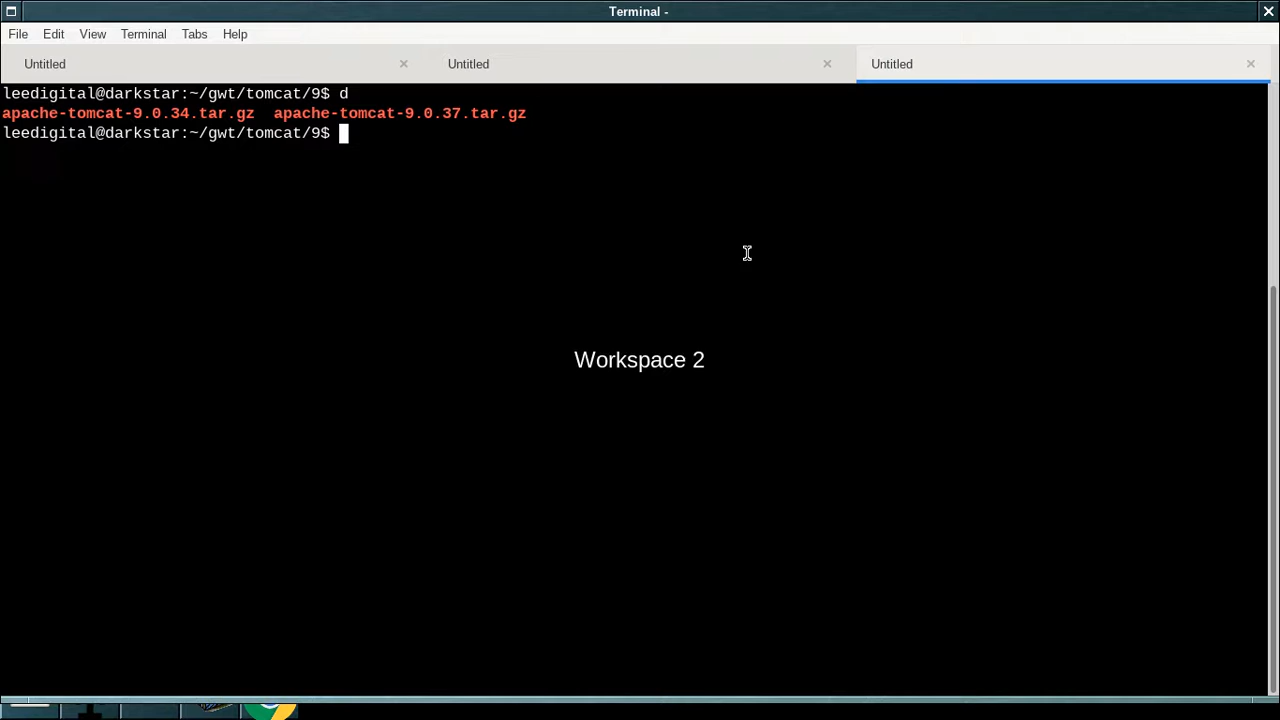 Terminal -
File Edit View Terminal Tabs Help
Untitled Untitled Untitled
leedigital@darkstar:~/gwt/tomcat/9$ d
apache-tomcat-9.0.34.tar.gz  apache-tomcat-9.0.37.tar.gz
leedigital@darkstar:~/gwt/tomcat/9$
Workspace 2